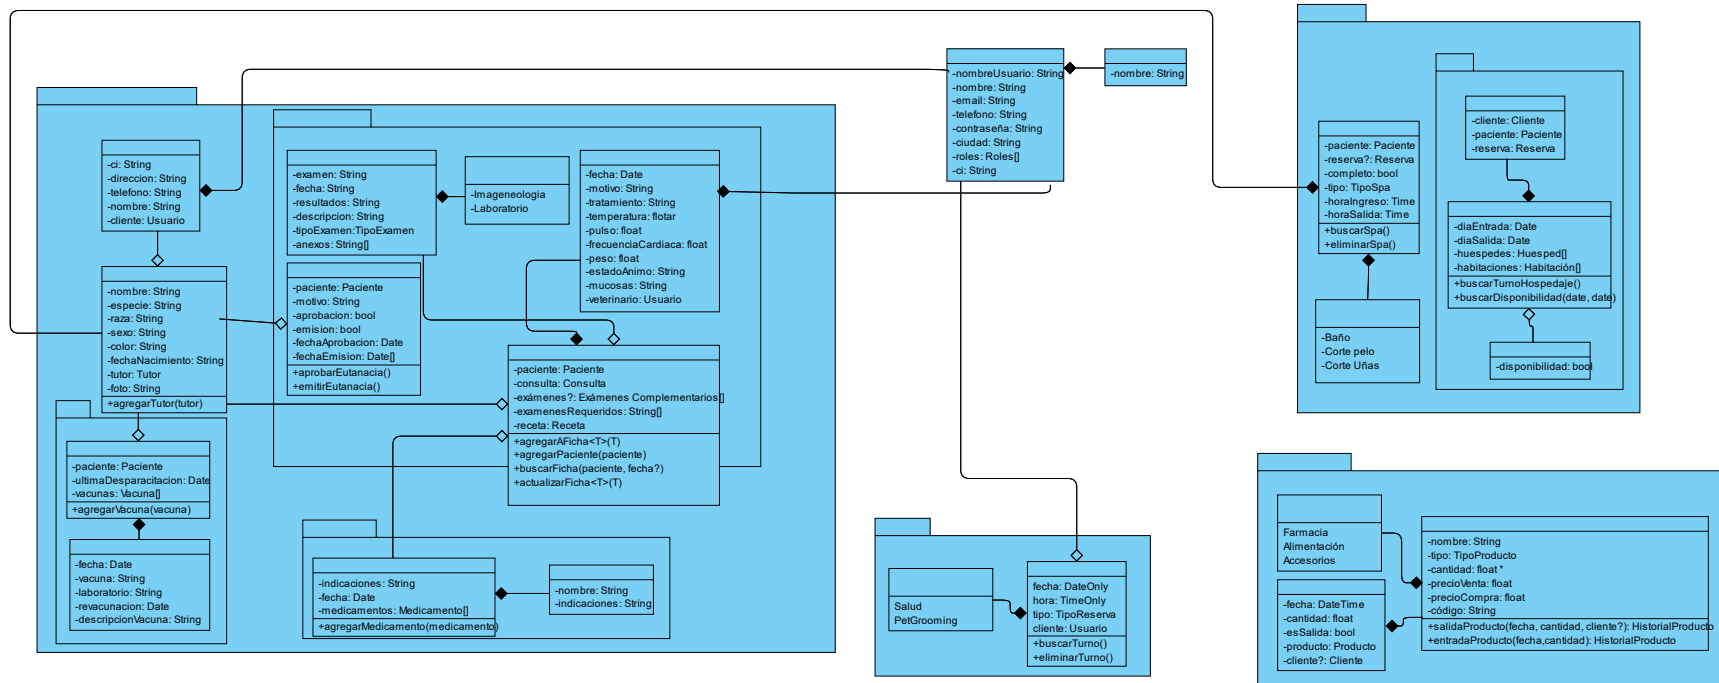 -nombreUsuario: String
-nombre: String
-email: String
-telefono: String
-contraseña: String
-ciudad: String
-roles: Roles[]
-ci: String
-nombre: String
-ci: String
-direccion: String
-telefono: String
-nombre: String
-cliente: Usuario
-examen: String
-fecha: String
-resultados: String
-descripcion: String
-tipoExamen:TipoExamen
-anexos: String[]
-Imageneologia
-Laboratorio
-fecha: Date
-motivo: String
-tratamiento: String
-temperatura: flotar
-pulso: float
-frecuenciaCardiaca: float
-peso: float
-estadoAnimo: String
-mucosas: String
-veterinario: Usuario
-nombre: String
-especie: String
-raza: String
-sexo: String
-color: String
-fechaNacimiento: String
-tutor: Tutor
-foto: String
+agregarTutor(tutor)
-paciente: Paciente
-motivo: String
-aprobacion: bool
-emision: bool
-fechaAprobacion: Date
-fechaEmision: Date[]
+aprobarEutanacia()
+emitirEutanacia()
-paciente: Paciente
-consulta: Consulta
-exámenes?: Exámenes Complementarios[]
-examenesRequeridos: String[]
-receta: Receta
+agregarAFicha<T>(T)
+agregarPaciente(paciente)
+buscarFicha(paciente, fecha?)
+actualizarFicha<T>(T)
-paciente: Paciente
-ultimaDesparacitacion: Date
-vacunas: Vacuna[]
+agregarVacuna(vacuna)
-fecha: Date
-vacuna: String
-laboratorio: String
-revacunacion: Date
-descripcionVacuna: String
-indicaciones: String
-fecha: Date
-medicamentos: Medicamento[]
+agregarMedicamento(medicamento)
-nombre: String
-indicaciones: String
Salud
PetGrooming
fecha: DateOnly
hora: TimeOnly
tipo: TipoReserva
cliente: Usuario
+buscarTurno()
+eliminarTurno()
-paciente: Paciente
-reserva?: Reserva
-completo: bool
-tipo: TipoSpa
-horaIngreso: Time
-horaSalida: Time
+buscarSpa()
+eliminarSpa()
-Baño
-Corte pelo
-Corte Uñas
-cliente: Cliente
-paciente: Paciente
-reserva: Reserva
-diaEntrada: Date
-diaSalida: Date
-huespedes: Huesped[]
-habitaciones: Habitación[]
+buscarTurnoHospedaje()
+buscarDisponibilidad(date, date)
-disponibilidad: bool
Farmacia
Alimentación
Accesorios
-fecha: DateTime
-cantidad: float
-esSalida: bool
-producto: Producto
-cliente?: Cliente
-nombre: String
-tipo: TipoProducto
-cantidad: float *
-precioVenta: float
-precioCompra: float
-código: String
+salidaProducto(fecha, cantidad, cliente?): HistorialProducto
+entradaProducto(fecha,cantidad): HistorialProducto